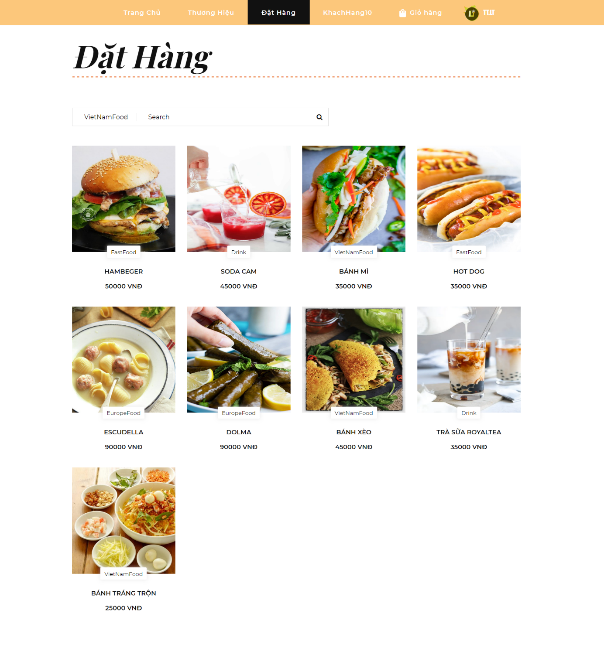 Trang Chủ Thương Hiệu Đặt Hàng KhachHang10 Giỏ hàng
Đặt Hàng
VietNamFood Search
FastFood Drink VietNamFood FastFood
HAMBEGER SODA CAM BÁNH MÌ HOT DOG
50000 VNĐ 45000 VNĐ 35000 VNĐ 35000 VNĐ
EuropeFood EuropeFood VietNamFood Drink
ESCUDELLA DOLMA BÁNH XÈO TRÀ SỮA ROYALTEA
90000 VNĐ 90000 VNĐ 45000 VNĐ 35000 VNĐ
VietNamFood
BÁNH TRÁNG TRỘN
25000 VNĐ